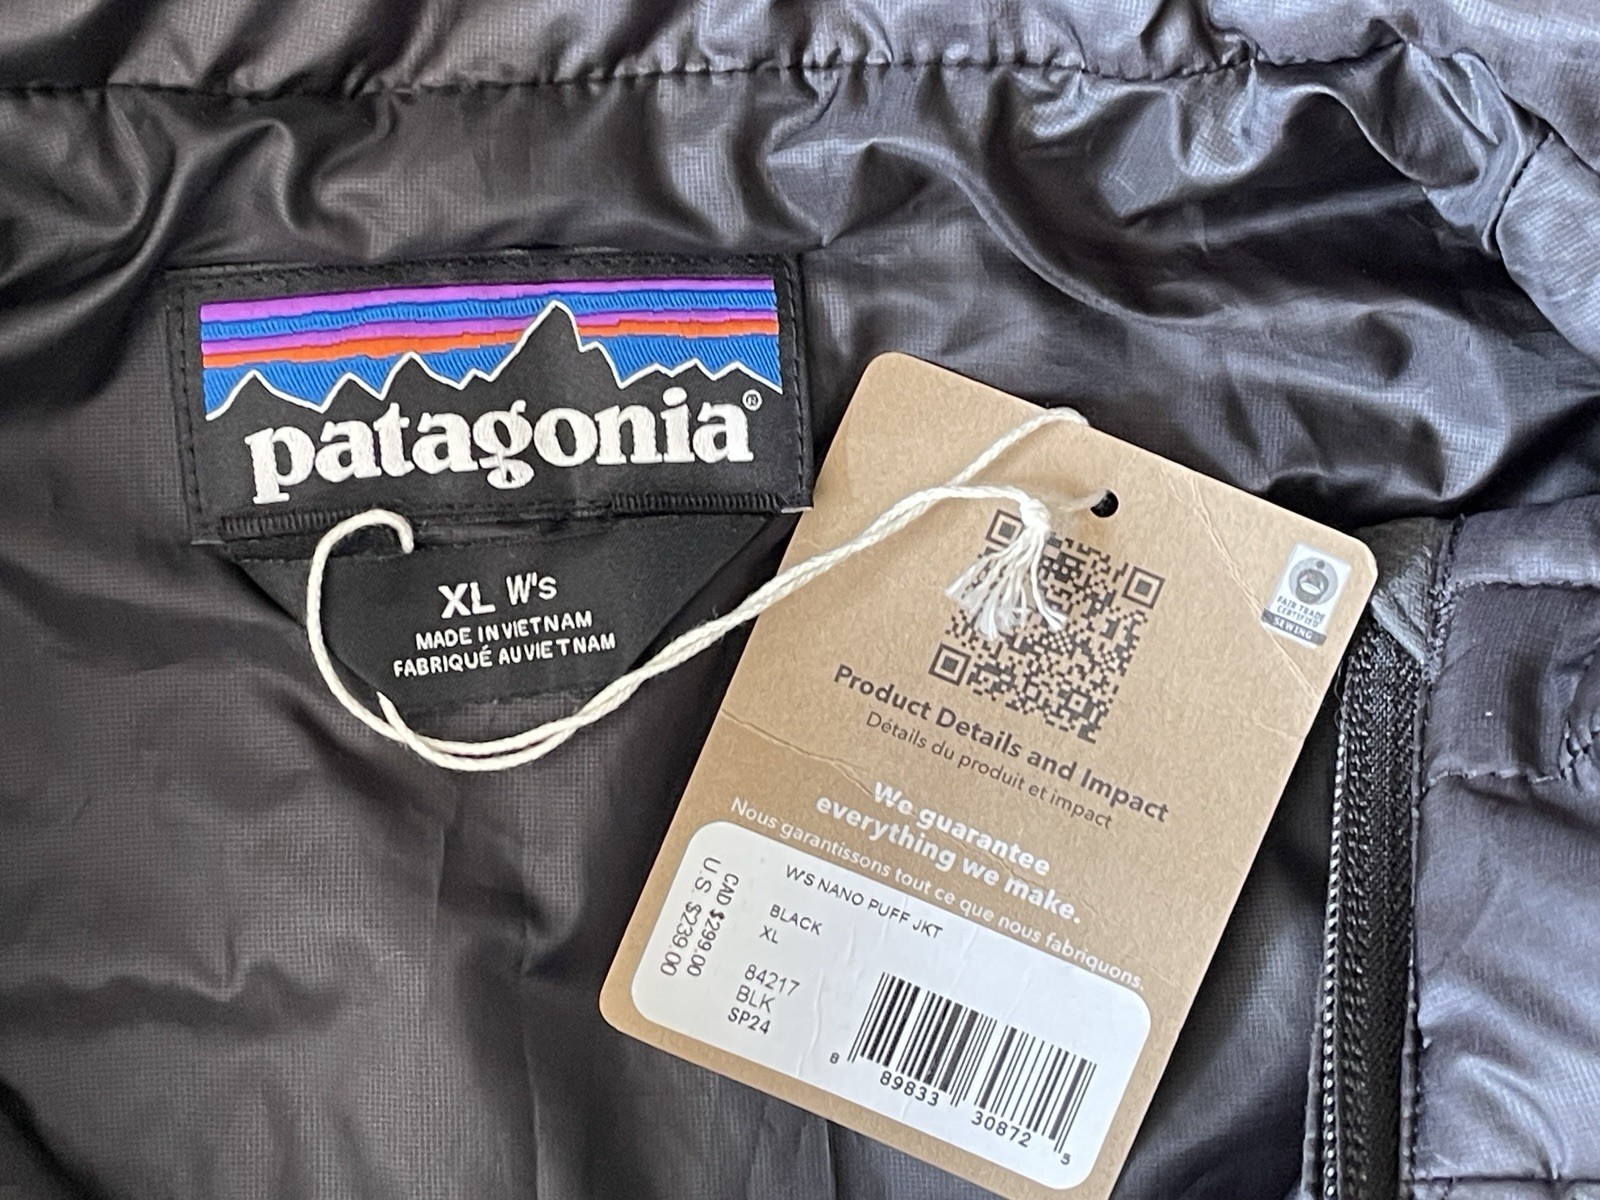 patagonia®
XL W's
MADE IN VIETNAM
FABRIQUÉ AU VIETNAM
FAIR TRADE
CERTIFIED
SEWING
Product Details and Impact
Détails du produit et impact
We guarantee
everything we make.
Nous garantissons tout ce que nous fabriquons.
W'S NANO PUFF JKT
BLACK
XL
84217
BLK
SP24
CAD $299.00
U.S. $239.00
8 89833 30872 5